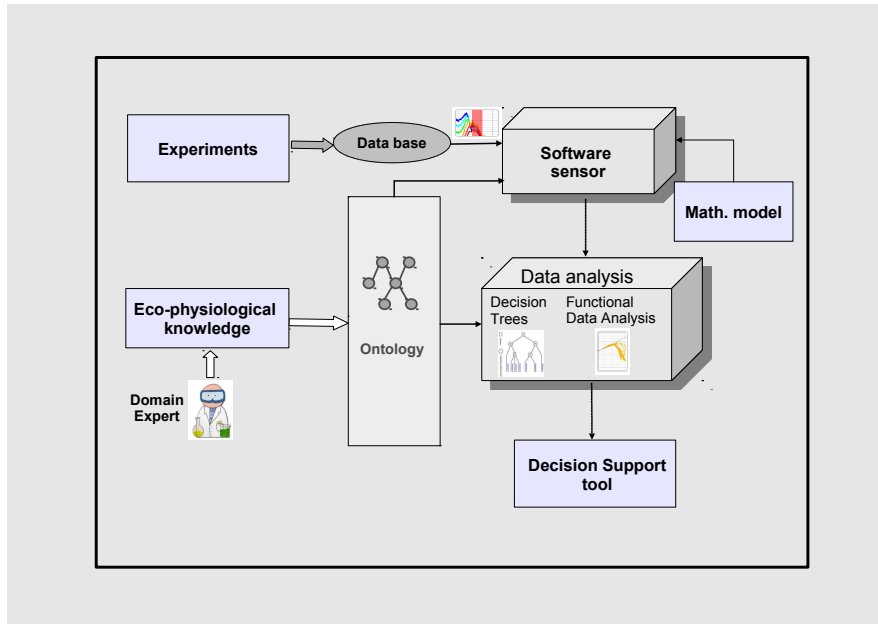 Experiments
Data base
Software
sensor
Math. model
Data analysis
Decision
Trees
Functional
Data Analysis
Eco-physiological
knowledge
Ontology
Domain
Expert
Decision Support
tool